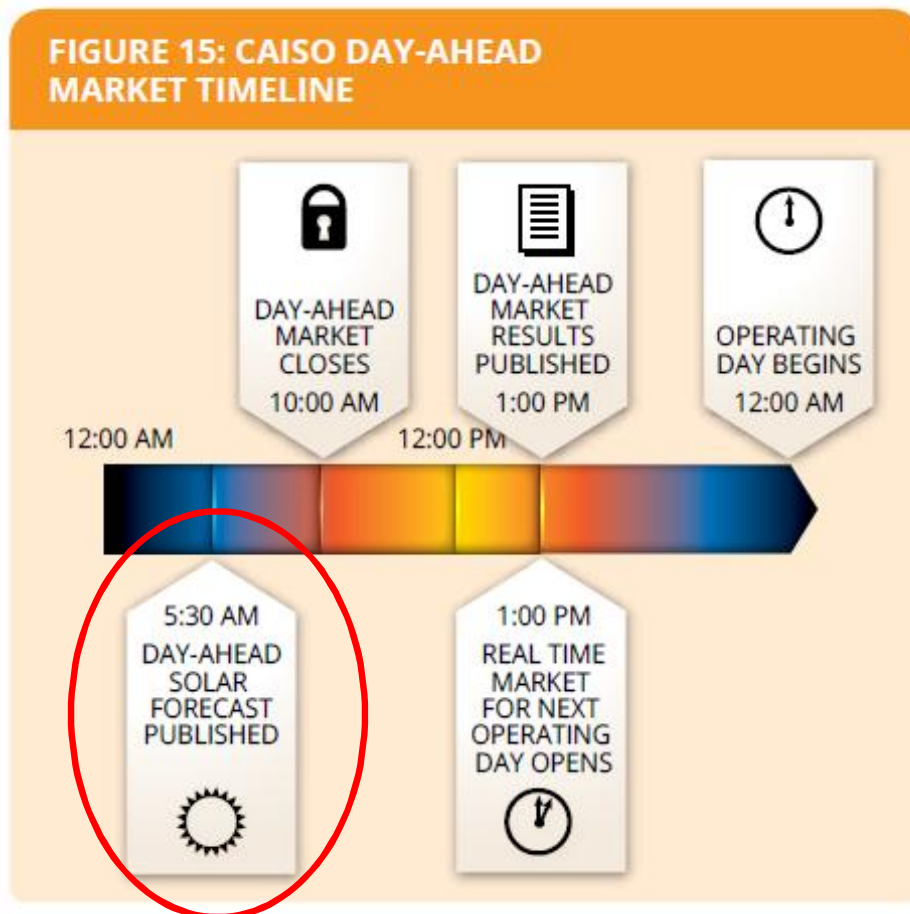 FIGURE 15: CAISO DAY-AHEAD
MARKET TIMELINE
DAY-AHEAD
MARKET
CLOSES
10:00 AM
DAY-AHEAD
MARKET
RESULTS
PUBLISHED
1:00 PM
OPERATING
DAY BEGINS
12:00 AM
12:00 AM
12:00 PM
5:30 AM
DAY-AHEAD
SOLAR
FORECAST
PUBLISHED
1:00 PM
REAL TIME
MARKET
FOR NEXT
OPERATING
DAY OPENS